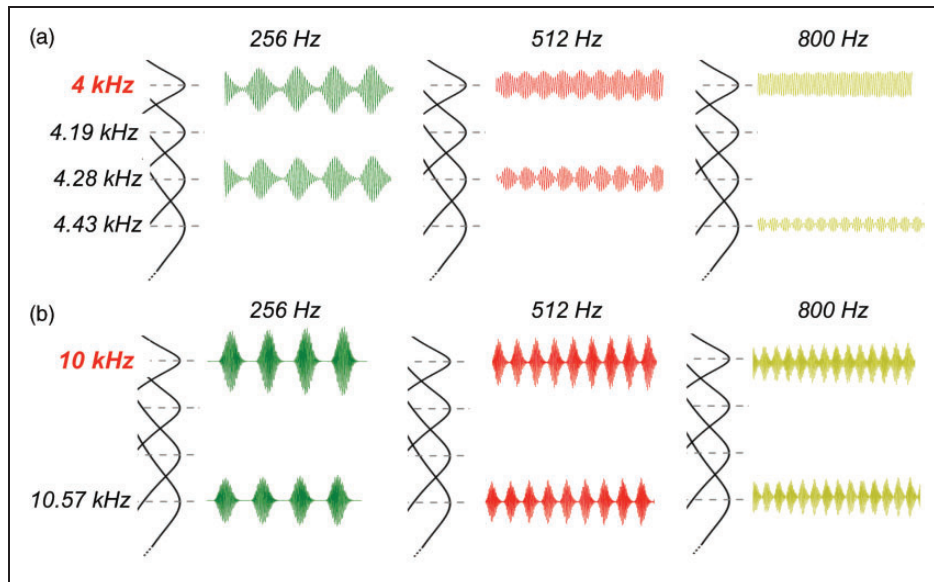 (a) 256 Hz 512 Hz 800 Hz
4 kHz
4.19 kHz
4.28 kHz
4.43 kHz
(b) 256 Hz 512 Hz 800 Hz
10 kHz
10.57 kHz